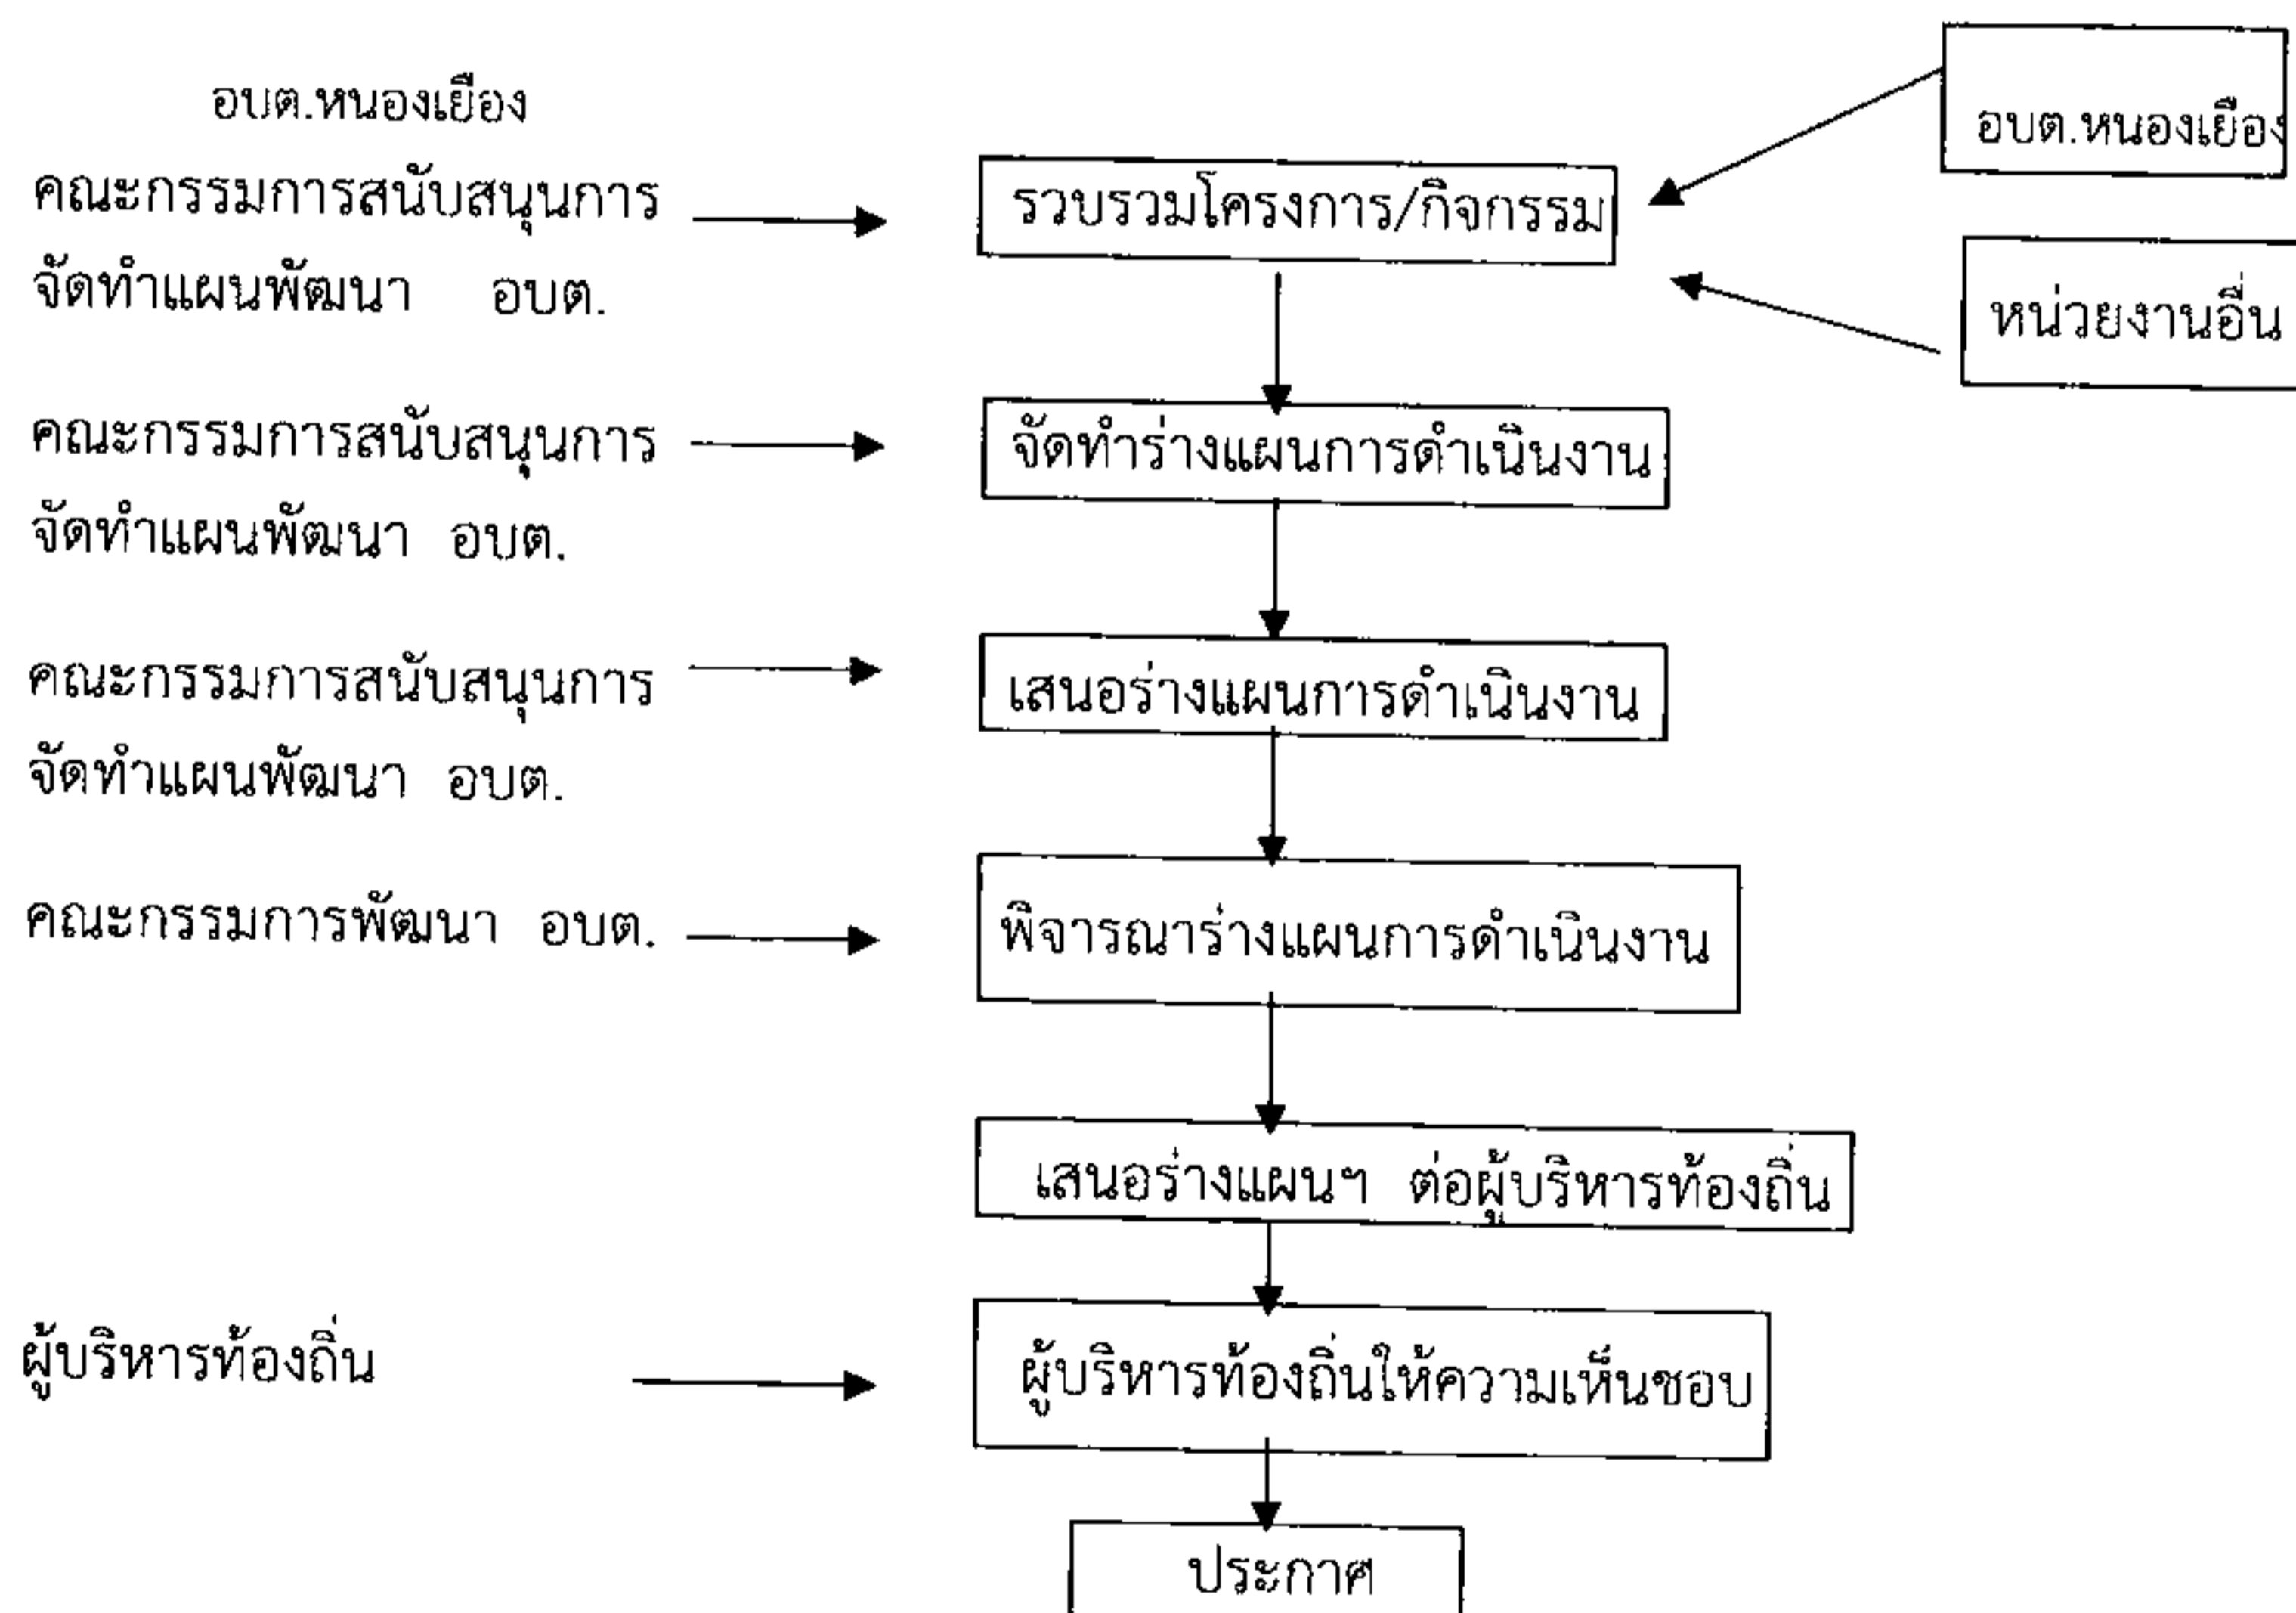 อบต.หนองเยือง
อบต.หนองเยือง
คณะกรรมการสนับสนุนการ
จัดทำแผนพัฒนา อบต.
รวบรวมโครงการ/กิจกรรม
หน่วยงานอื่น
คณะกรรมการสนับสนุนการ
จัดทำแผนพัฒนา อบต.
จัดทำร่างแผนการดำเนินงาน
คณะกรรมการสนับสนุนการ
จัดทำแผนพัฒนา อบต.
เสนอร่างแผนการดำเนินงาน
คณะกรรมการพัฒนา อบต.
พิจารณาร่างแผนการดำเนินงาน
เสนอร่างแผนฯ ต่อผู้บริหารท้องถิ่น
ผู้บริหารท้องถิ่น
ผู้บริหารท้องถิ่นให้ความเห็นชอบ
ประกาศ